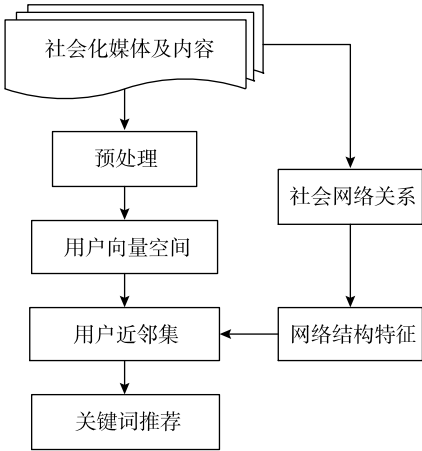 社会化媒体及内容
预处理
社会网络关系
用户向量空间
用户近邻集
网络结构特征
关键词推荐